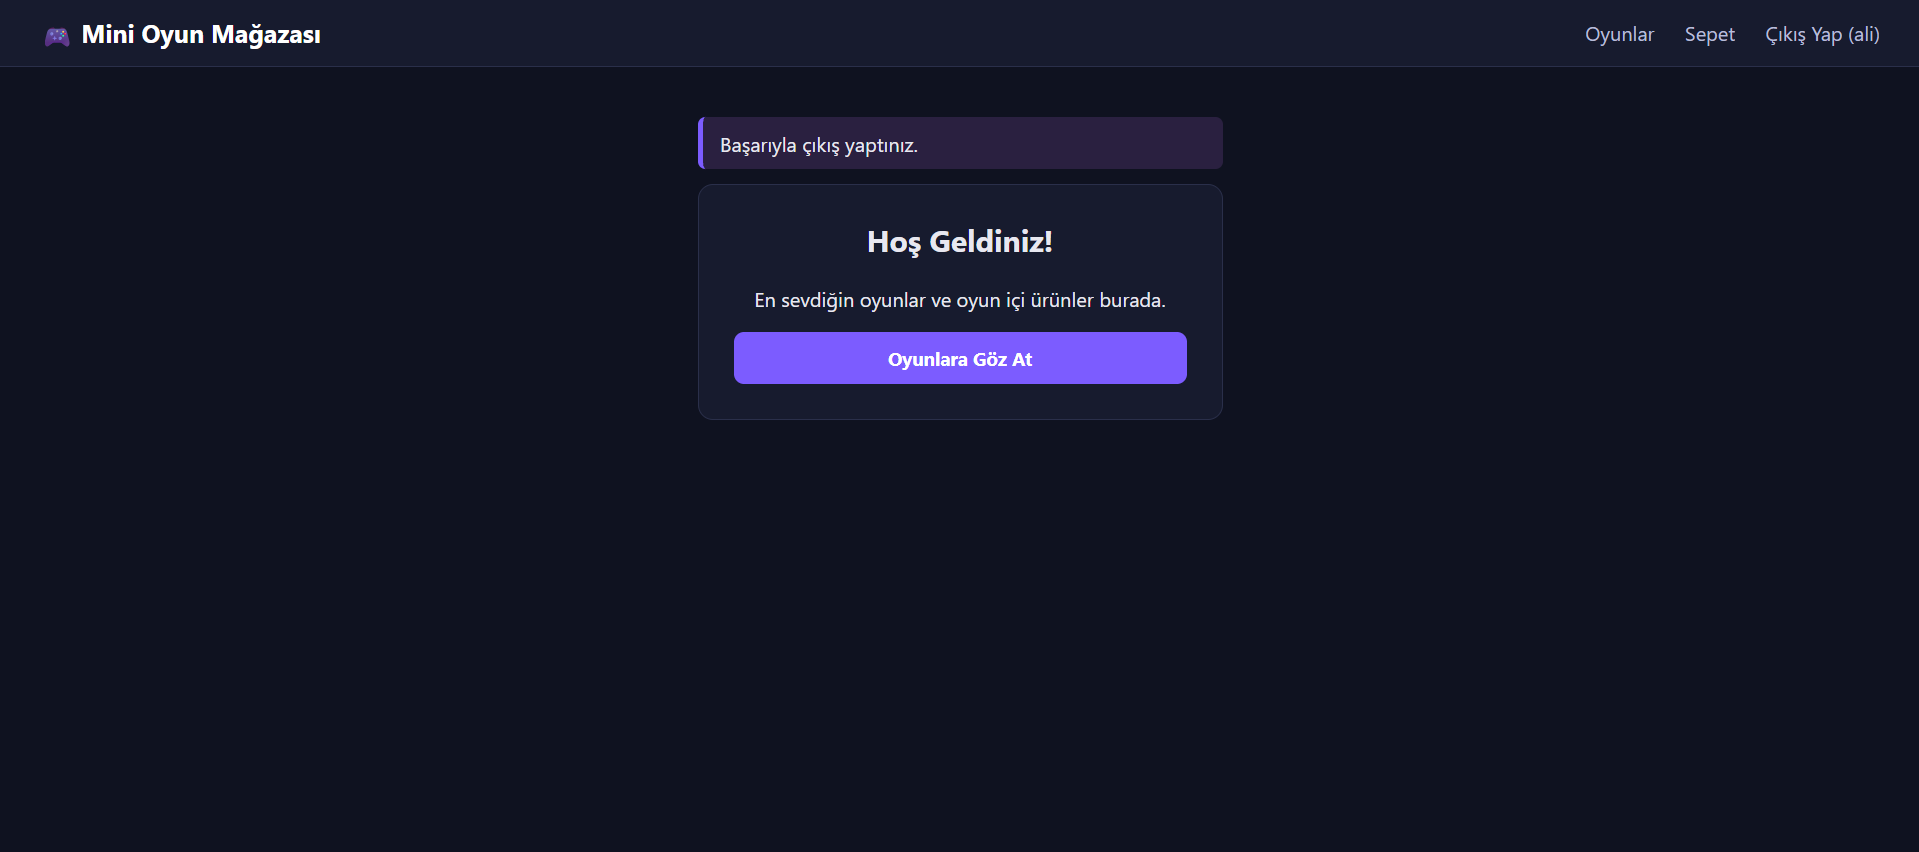 Mini Oyun Mağazası
Oyunlar
Sepet
Çıkış Yap (ali)
Başarıyla çıkış yaptınız.
Hoş Geldiniz!
En sevdiğin oyunlar ve oyun içi ürünler burada.
Oyunlara Göz At